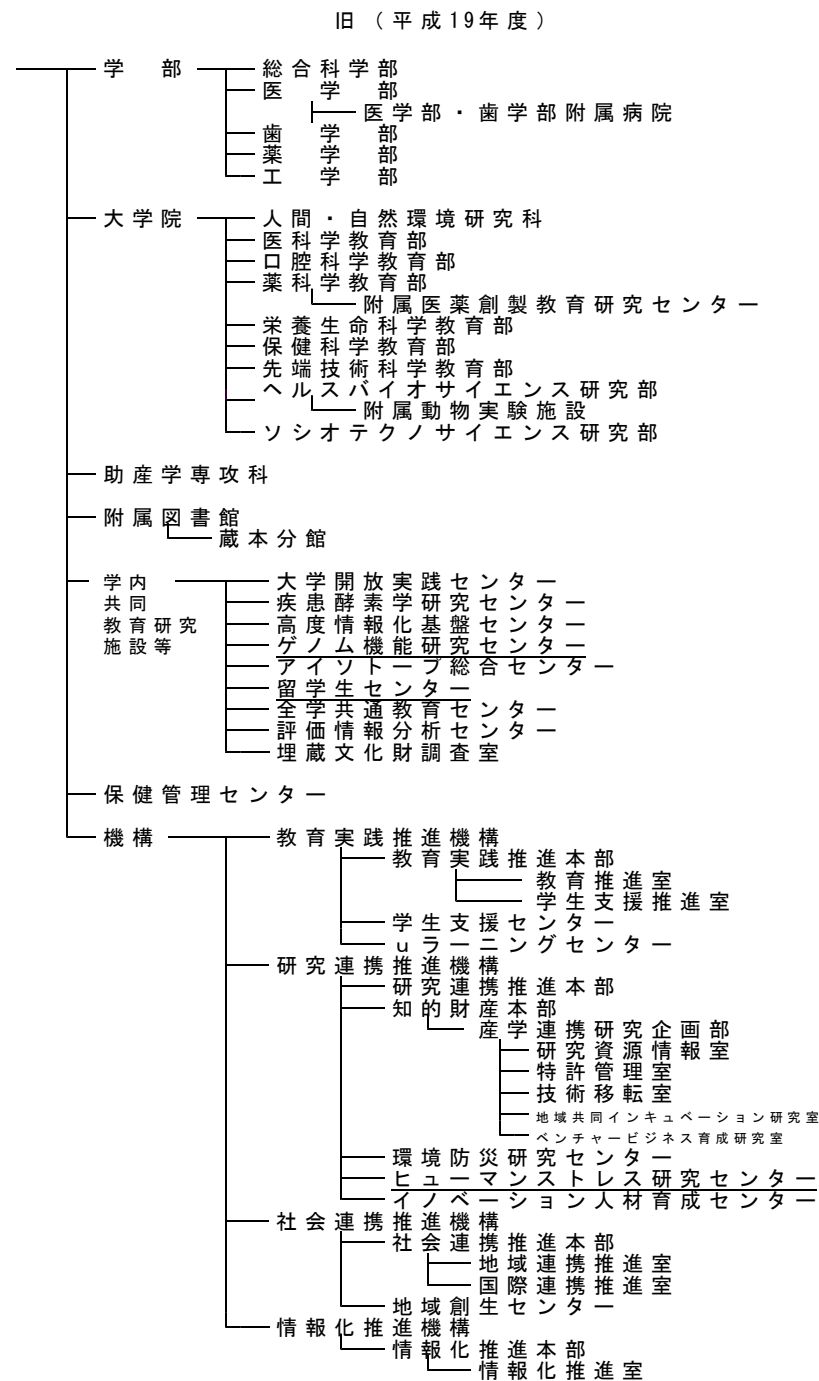 旧（平成19年度）
学部
総合科学部
医学部
医学部・歯学部附属病院
歯学部
薬学部
工学部
大学院
人間・自然環境研究科
医科学教育部
口腔科学教育部
薬科学教育部
附属医薬創製教育研究センター
栄養生命科学教育部
保健科学教育部
先端技術科学教育部
ヘルスバイオサイエンス研究部
附属動物実験施設
ソシオテクノサイエンス研究部
助産学専攻科
附属図書館
蔵本分館
学内
共同
教育研究
施設等
大学開放実践センター
疾患酵素学研究センター
高度情報化基盤センター
ゲノム機能研究センター
アイソトープ総合センター
留学生センター
全学共通教育センター
評価情報分析センター
埋蔵文化財調査室
保健管理センター
機構
教育実践推進機構
教育実践推進本部
教育推進室
学生支援推進室
学生支援センター
uラーニングセンター
研究連携推進機構
研究連携推進本部
知的財産本部
産学連携研究企画部
研究資源情報室
特許管理室
技術移転室
地域共同インキュベーション研究室
ベンチャービジネス育成研究室
環境防災研究センター
ヒューマンストレス研究センター
イノベーション人材育成センター
社会連携推進機構
社会連携推進本部
地域連携推進室
国際連携推進室
地域創生センター
情報化推進機構
情報化推進本部
情報化推進室